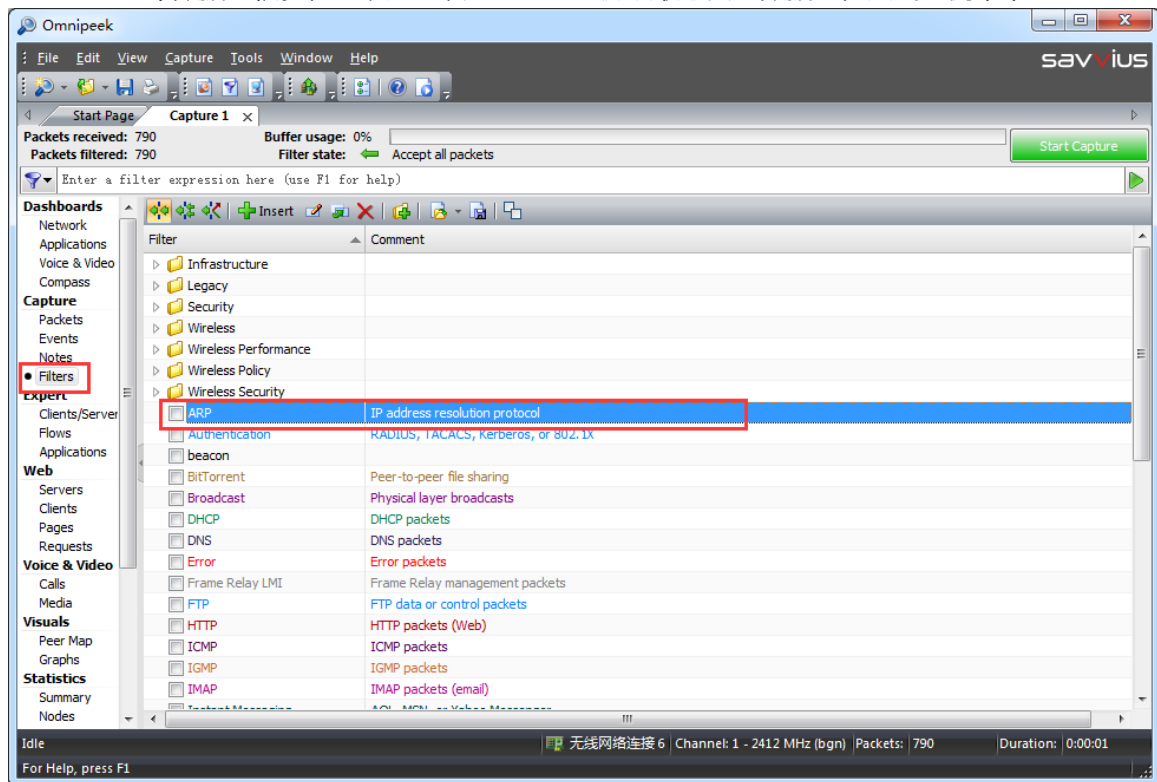 Omnipeek
File Edit View Capture Tools Window Help
savvius
Start Page Capture 1
Packets received: 790 Buffer usage: 0%
Packets filtered: 790 Filter state: Accept all packets
Start Capture
Enter a filter expression here (use F1 for help)
Dashboards
Network
Applications
Voice & Video
Compass
Capture
Packets
Events
Notes
Filters
Expert
Clients/Server
Flows
Applications
Web
Servers
Clients
Pages
Requests
Voice & Video
Calls
Media
Visuals
Peer Map
Graphs
Statistics
Summary
Nodes
Insert
Filter Comment
Infrastructure
Legacy
Security
Wireless
Wireless Performance
Wireless Policy
Wireless Security
ARP IP address resolution protocol
Authentication RADIUS, TACACS, Kerberos, or 802.1X
beacon
BitTorrent Peer-to-peer file sharing
Broadcast Physical layer broadcasts
DHCP DHCP packets
DNS DNS packets
Error Error packets
Frame Relay LMI Frame Relay management packets
FTP FTP data or control packets
HTTP HTTP packets (Web)
ICMP ICMP packets
IGMP IGMP packets
IMAP IMAP packets (email)
Instant Messaging AOL, MSN, or Yahoo Messenger
Idle 无线网络连接 6 Channel: 1 - 2412 MHz (bgn) Packets: 790 Duration: 0:00:01
For Help, press F1